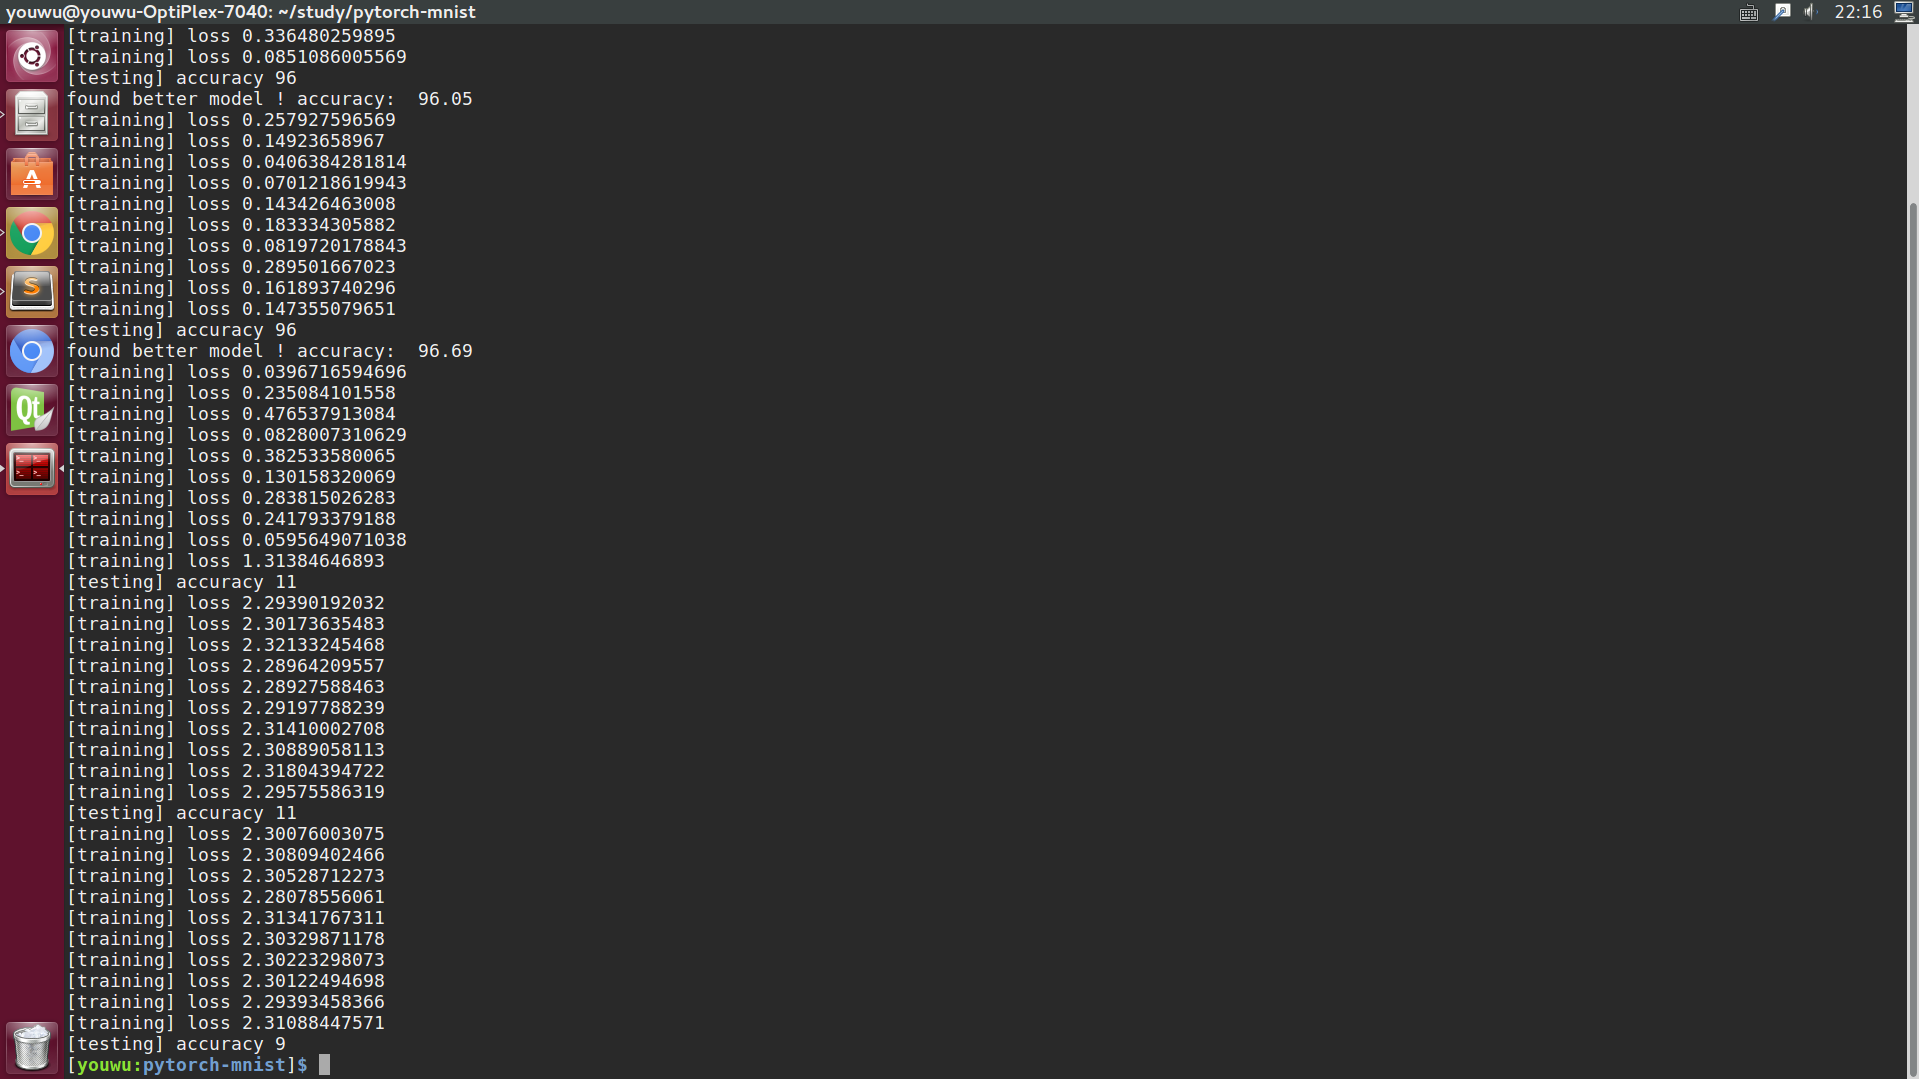 youwu@youwu-OptiPlex-7040: ~/study/pytorch-mnist
22:16
[training] loss 0.336480259895
[training] loss 0.0851086005569
[testing] accuracy 96
found better model ! accuracy:  96.05
[training] loss 0.257927596569
[training] loss 0.14923658967
[training] loss 0.0406384281814
[training] loss 0.0701218619943
[training] loss 0.143426463008
[training] loss 0.183334305882
[training] loss 0.0819720178843
[training] loss 0.289501667023
[training] loss 0.161893740296
[training] loss 0.147355079651
[testing] accuracy 96
found better model ! accuracy:  96.69
[training] loss 0.0396716594696
[training] loss 0.235084101558
[training] loss 0.476537913084
[training] loss 0.0828007310629
[training] loss 0.382533580065
[training] loss 0.130158320069
[training] loss 0.283815026283
[training] loss 0.241793379188
[training] loss 0.0595649071038
[training] loss 1.31384646893
[testing] accuracy 11
[training] loss 2.29390192032
[training] loss 2.30173635483
[training] loss 2.32133245468
[training] loss 2.28964209557
[training] loss 2.28927588463
[training] loss 2.29197788239
[training] loss 2.31410002708
[training] loss 2.30889058113
[training] loss 2.31804394722
[training] loss 2.29575586319
[testing] accuracy 11
[training] loss 2.30076003075
[training] loss 2.30809402466
[training] loss 2.30528712273
[training] loss 2.28078556061
[training] loss 2.31341767311
[training] loss 2.30329871178
[training] loss 2.30223298073
[training] loss 2.30122494698
[training] loss 2.29393458366
[training] loss 2.31088447571
[testing] accuracy 9
[youwu:pytorch-mnist]$